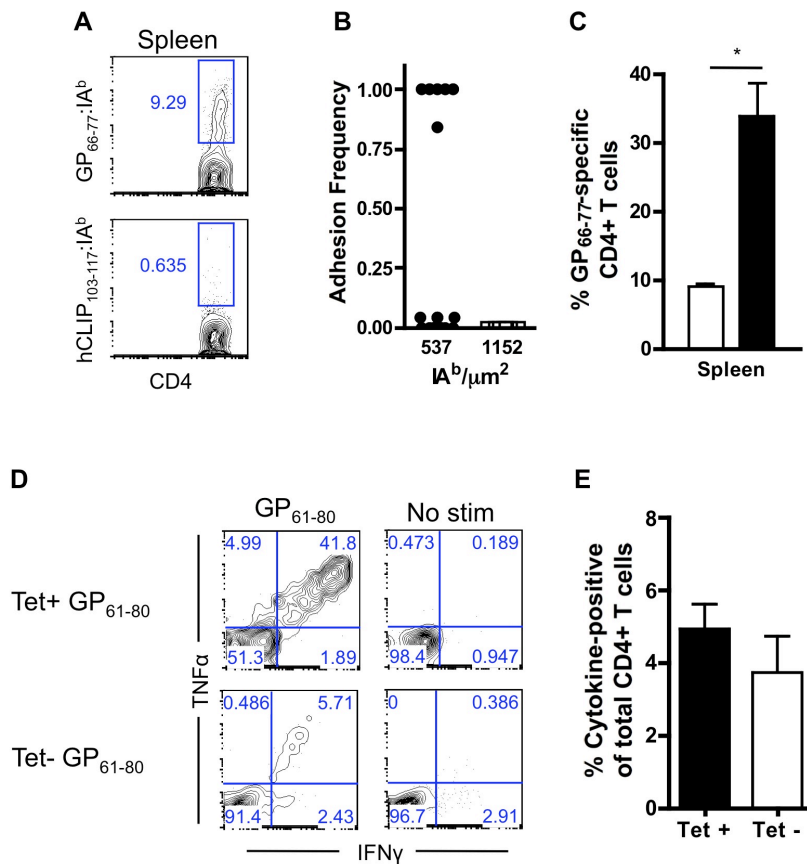 A
Spleen
GP66-77:IAb
9.29
hCLIP103-117:IAb
0.635
CD4
B
Adhesion Frequency
1.00
0.75
0.50
0.25
0.00
537
1152
IAb/μm2
C
*
% GP66-77-specific
CD4+ T cells
40
30
20
10
0
Spleen
D
GP61-80
No stim
Tet+ GP61-80
4.99
41.8
51.3
1.89
0.473
0.189
98.4
0.947
TNFα
Tet- GP61-80
0.486
5.71
91.4
2.43
0
0.386
96.7
2.91
IFNγ
E
% Cytokine-positive
of total CD4+ T cells
8
6
4
2
0
Tet +
Tet -